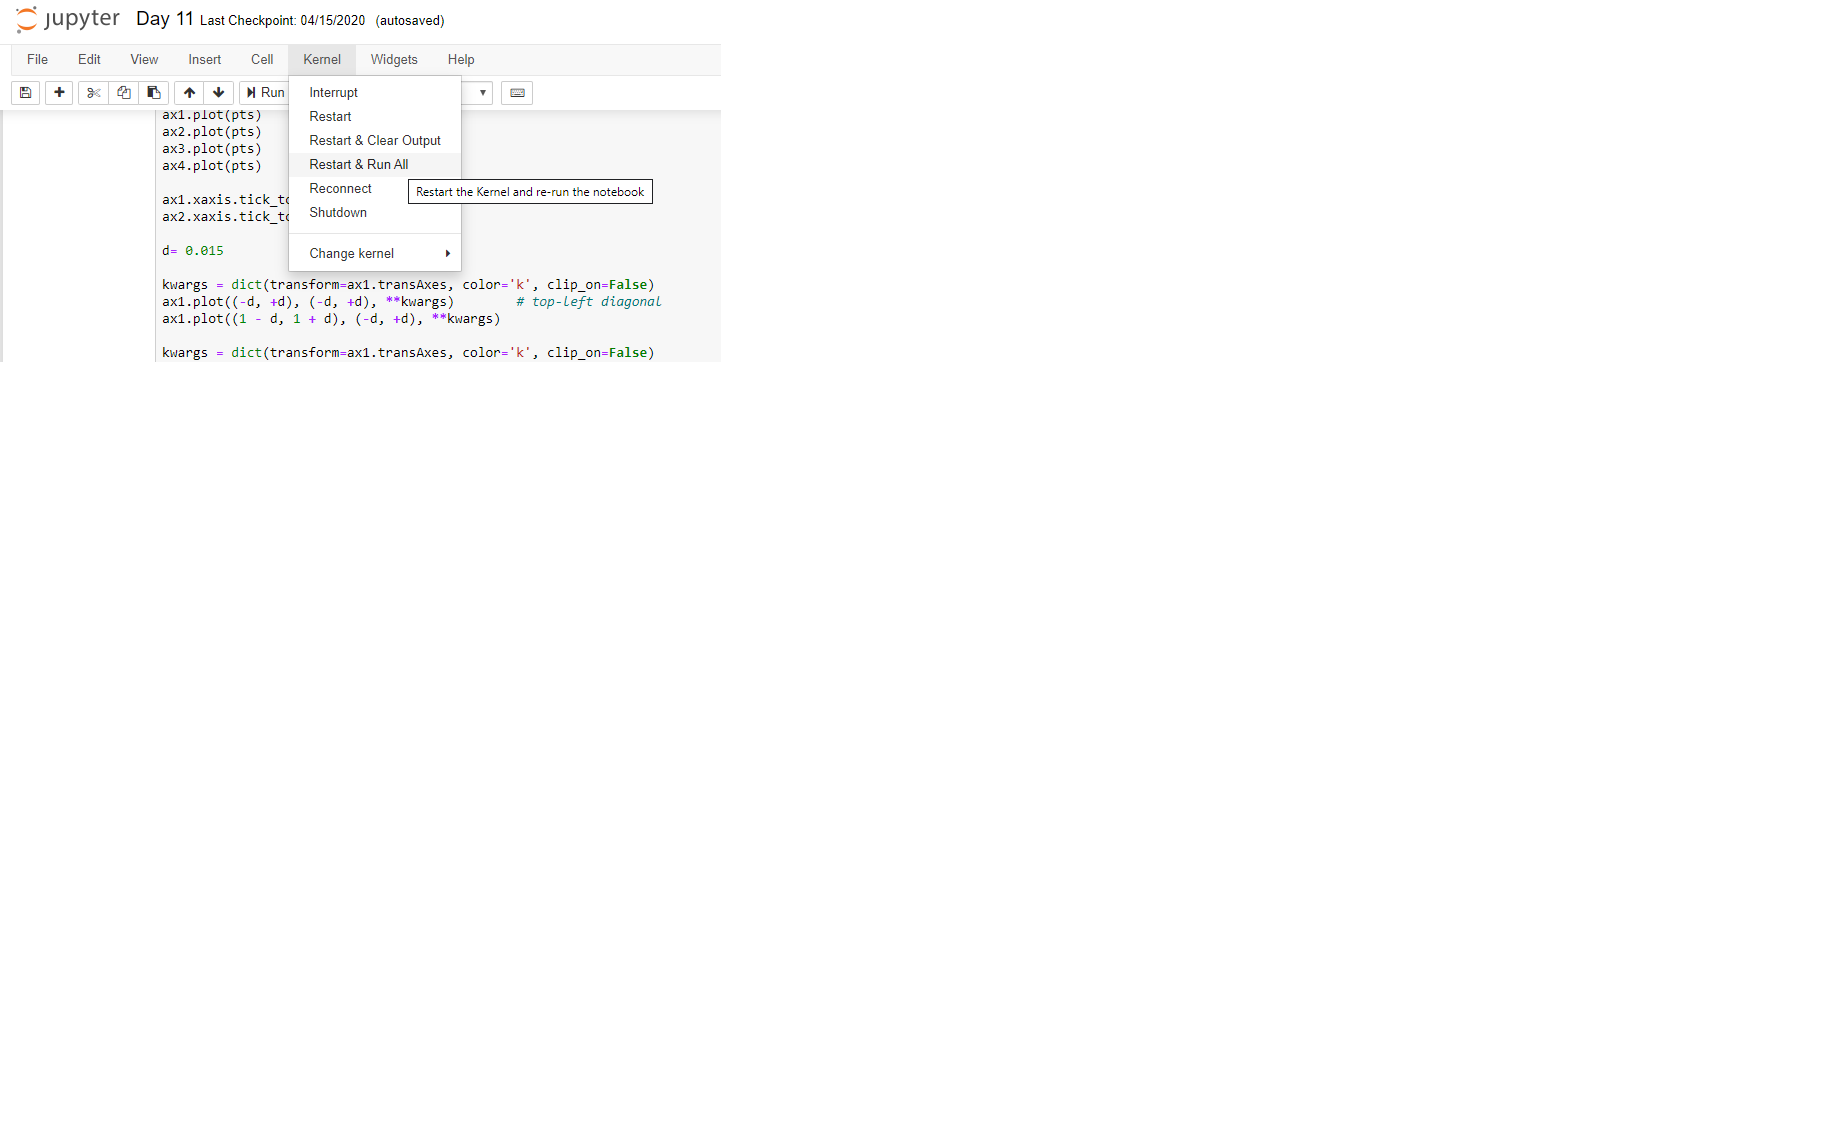 jupyter Day 11 Last Checkpoint: 04/15/2020 (autosaved)
File Edit View Insert Cell Kernel Widgets Help
Run
Interrupt
Restart
Restart & Clear Output
Restart & Run All
Reconnect
Shutdown
Change kernel
Restart the Kernel and re-run the notebook
ax1.plot(pts)
ax2.plot(pts)
ax3.plot(pts)
ax4.plot(pts)
ax1.xaxis.tick_to
ax2.xaxis.tick_to
d= 0.015
kwargs = dict(transform=ax1.transAxes, color='k', clip_on=False)
ax1.plot((-d, +d), (-d, +d), **kwargs) # top-left diagonal
ax1.plot((1 - d, 1 + d), (-d, +d), **kwargs)
kwargs = dict(transform=ax1.transAxes, color='k', clip_on=False)